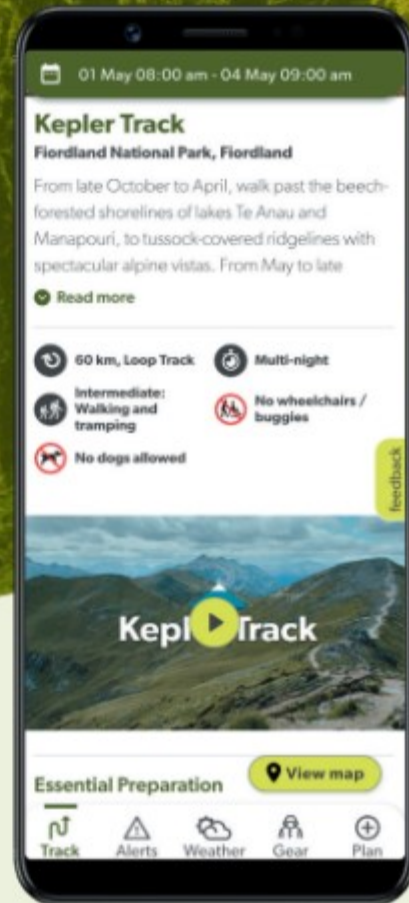 01 May 08:00 am - 04 May 09:00 am
Kepler Track
Fiordland National Park, Fiordland
From late October to April, walk past the beech-
forested shorelines of lakes Te Anau and
Manapouri, to tussock-covered ridgelines with
spectacular alpine vistas. From May to late
Read more
60 km, Loop Track
Multi-night
Intermediate:
Walking and
tramping
No wheelchairs /
buggies
No dogs allowed
feedback
Kepl Track
View map
Essential Preparation
Track Alerts Weather Gear Plan